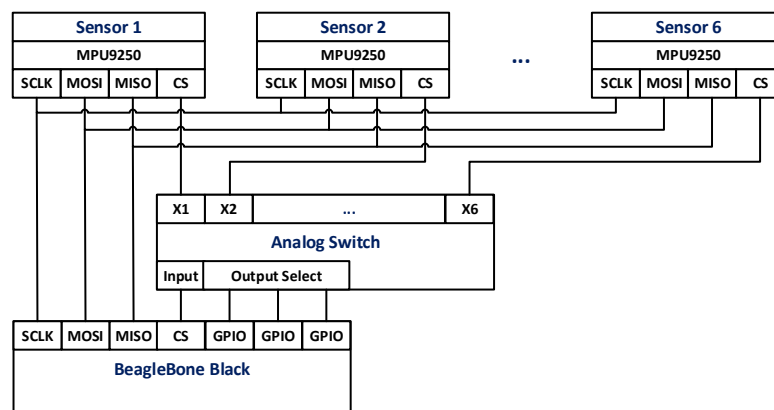 Sensor 1 Sensor 2 Sensor 6
MPU9250 MPU9250 ... MPU9250
SCLK MOSI MISO CS SCLK MOSI MISO CS SCLK MOSI MISO CS
X1 X2 ... X6
Analog Switch
Input Output Select
SCLK MOSI MISO CS GPIO GPIO GPIO
BeagleBone Black